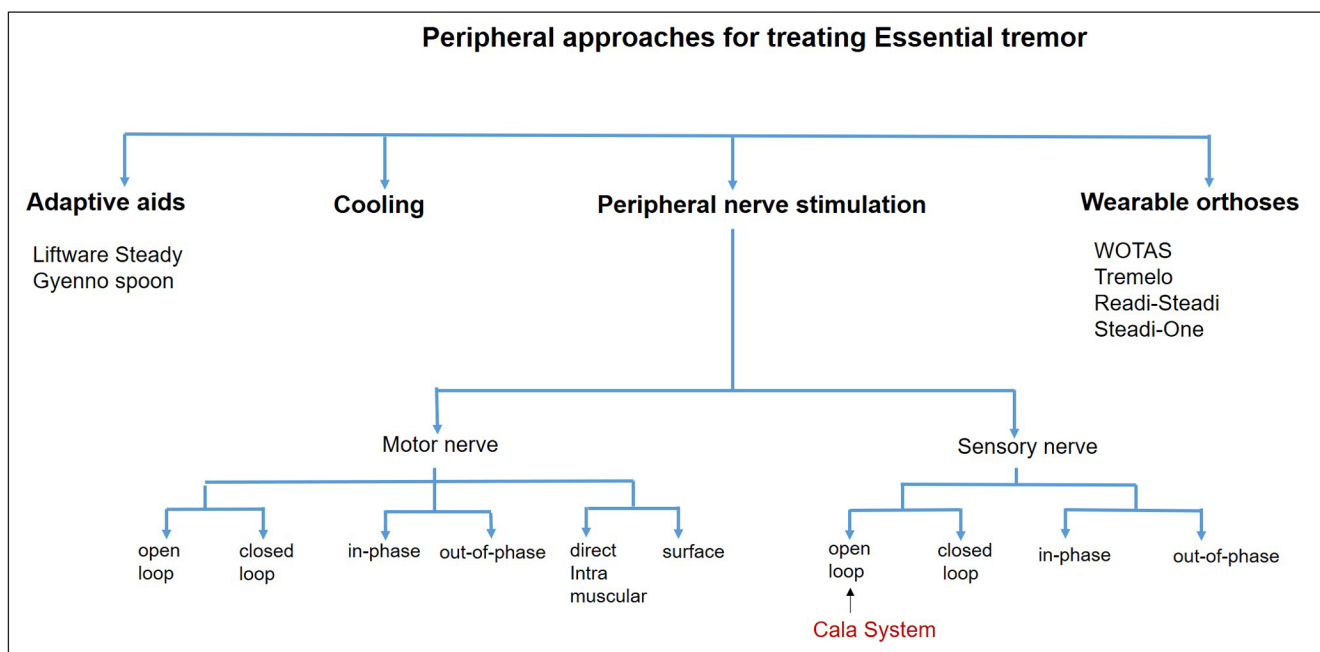 Peripheral approaches for treating Essential tremor
Adaptive aids
Liftware Steady
Gyenno spoon
Cooling
Peripheral nerve stimulation
Wearable orthoses
WOTAS
Tremelo
Readi-Steadi
Steadi-One
Motor nerve
Sensory nerve
open
loop
closed
loop
in-phase
out-of-phase
direct
Intra
muscular
surface
open
loop
closed
loop
in-phase
out-of-phase
Cala System